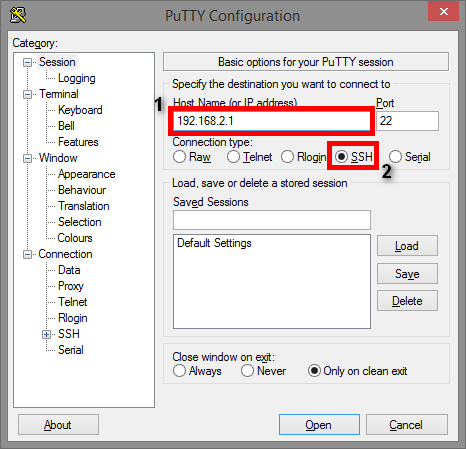 PuTTY Configuration
Category:
Session
Logging
Terminal
Keyboard
Bell
Features
Window
Appearance
Behaviour
Translation
Selection
Colours
Connection
Data
Proxy
Telnet
Rlogin
SSH
Serial
Basic options for your PuTTY session
Specify the destination you want to connect to
Host Name (or IP address) Port
1 192.168.2.1 22
Connection type:
Raw Telnet Rlogin SSH Serial
2
Load, save or delete a stored session
Saved Sessions
Default Settings
Load
Save
Delete
Close window on exit:
Always Never Only on clean exit
About Open Cancel